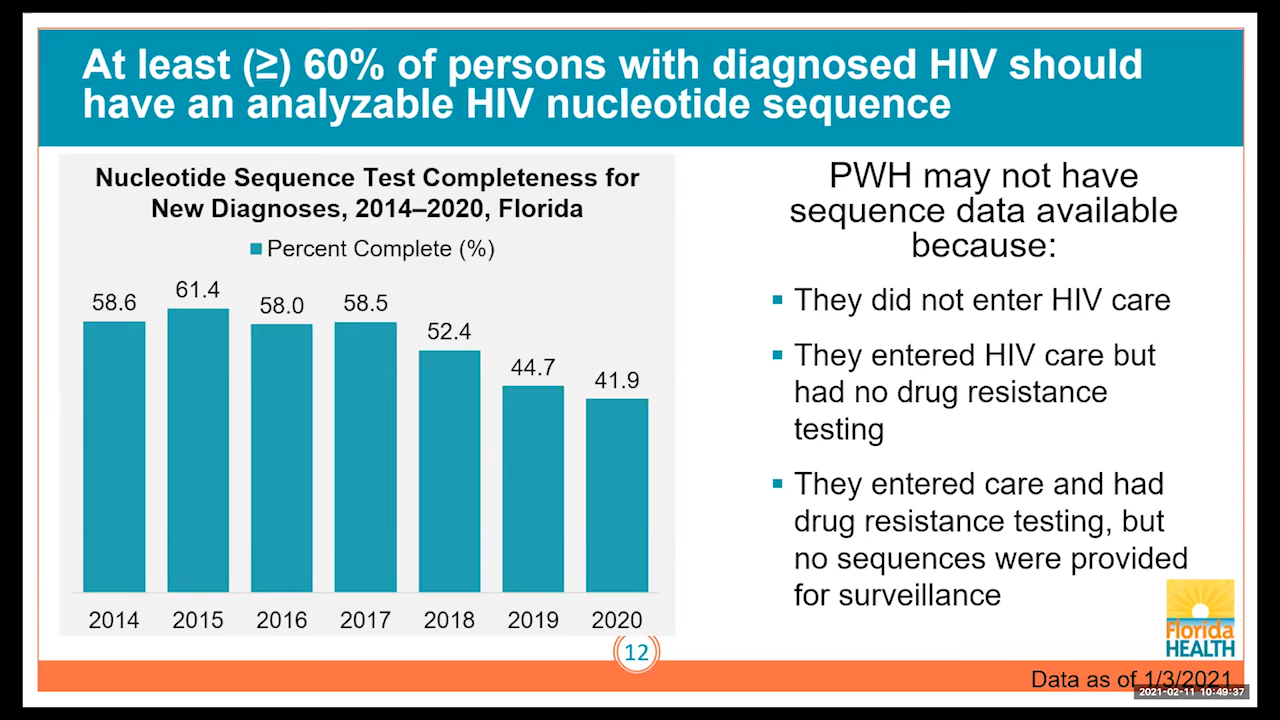 At least (≥) 60% of persons with diagnosed HIV should
have an analyzable HIV nucleotide sequence
Nucleotide Sequence Test Completeness for
New Diagnoses, 2014–2020, Florida
Percent Complete (%)
58.6
61.4
58.0
58.5
52.4
44.7
41.9
2014
2015
2016
2017
2018
2019
2020
PWH may not have
sequence data available
because:
They did not enter HIV care
They entered HIV care but
had no drug resistance
testing
They entered care and had
drug resistance testing, but
no sequences were provided
for surveillance
Florida
HEALTH
12
Data as of 1/3/2021
2021-02-11 10:49:37